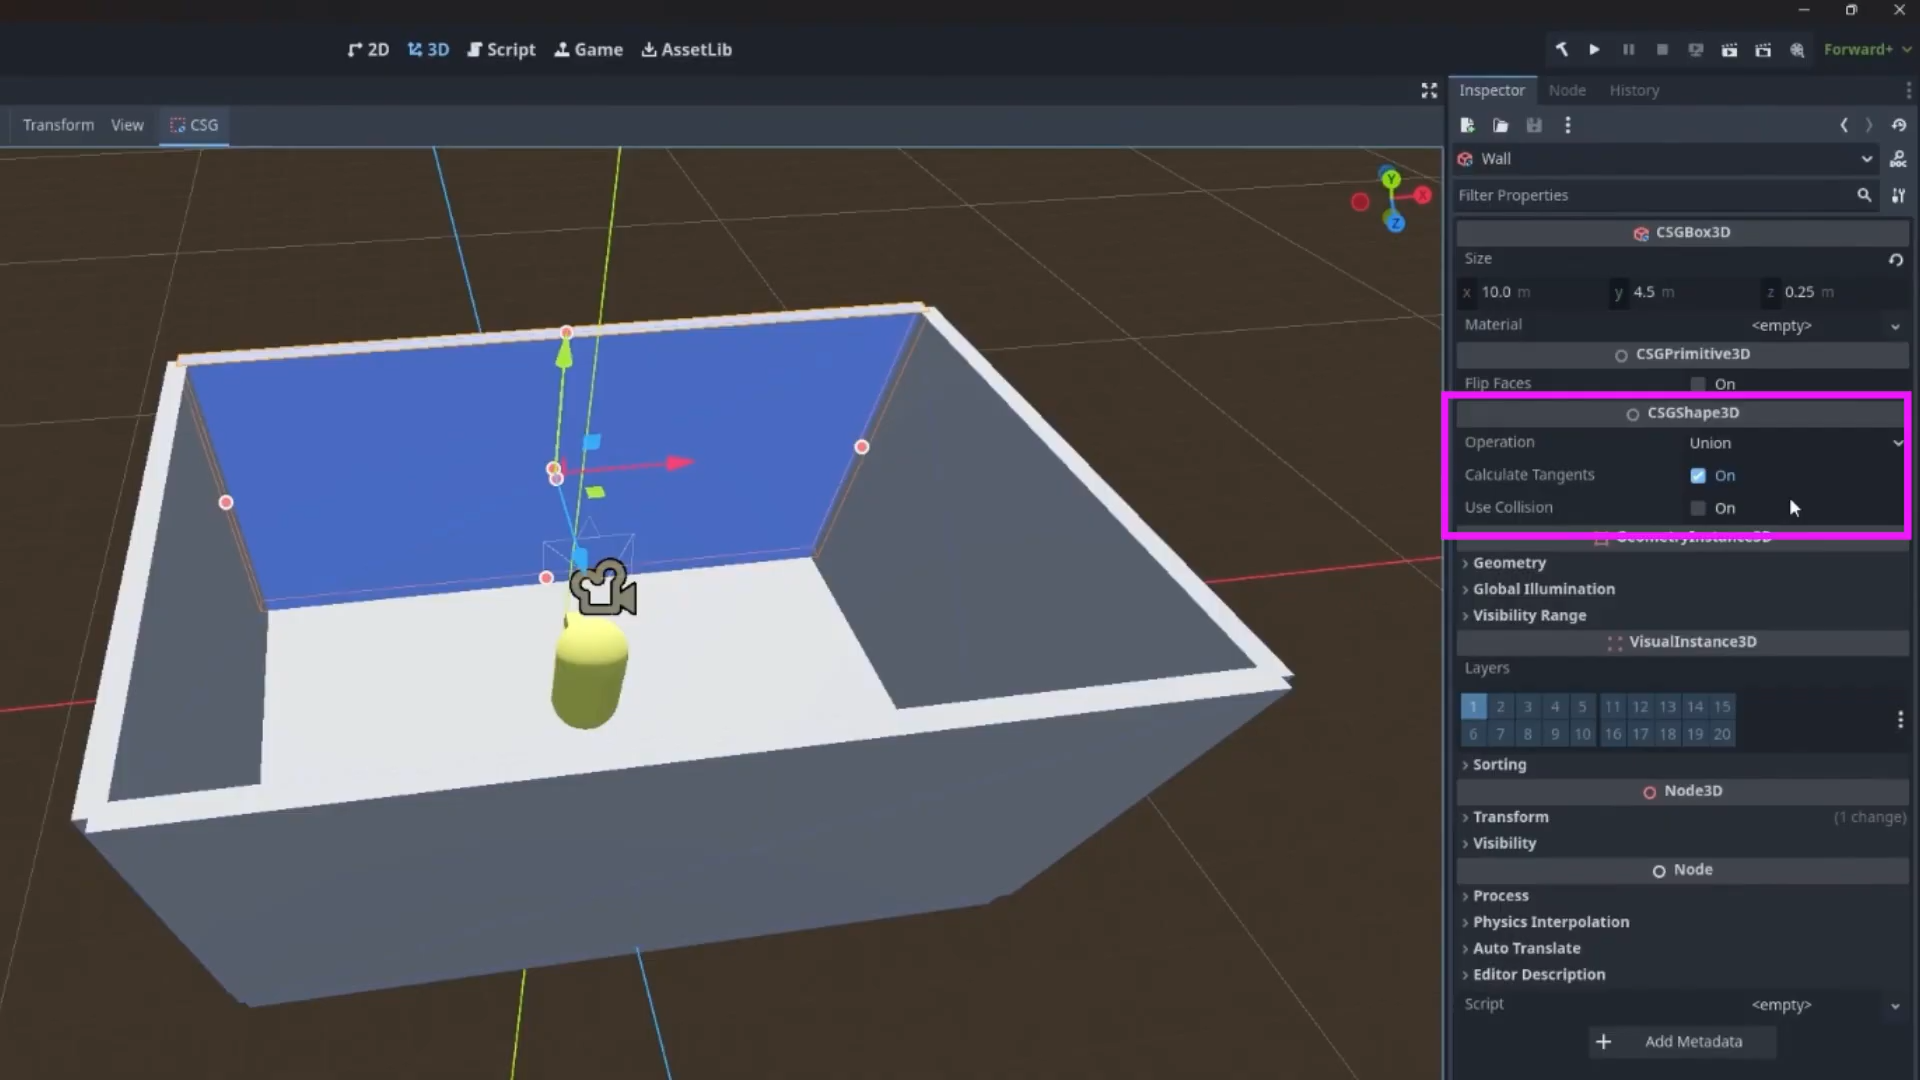 2D 3D Script Game AssetLib Forward+
Inspector Node History
Transform View CSG
Wall
DOC
Filter Properties
CSGBox3D
Size
x 10.0 m y 4.5 m z 0.25 m
Material <empty>
CSGPrimitive3D
Flip Faces On
CSGShape3D
Operation Union
Calculate Tangents On
Use Collision On
GeometryInstance3D
Geometry
Global Illumination
Visibility Range
VisualInstance3D
Layers
1 2 3 4 5 11 12 13 14 15
6 7 8 9 10 16 17 18 19 20
Sorting
Node3D
Transform (1 change)
Visibility
Node
Process
Physics Interpolation
Auto Translate
Editor Description
Script <empty>
+ Add Metadata
Y
X
Z